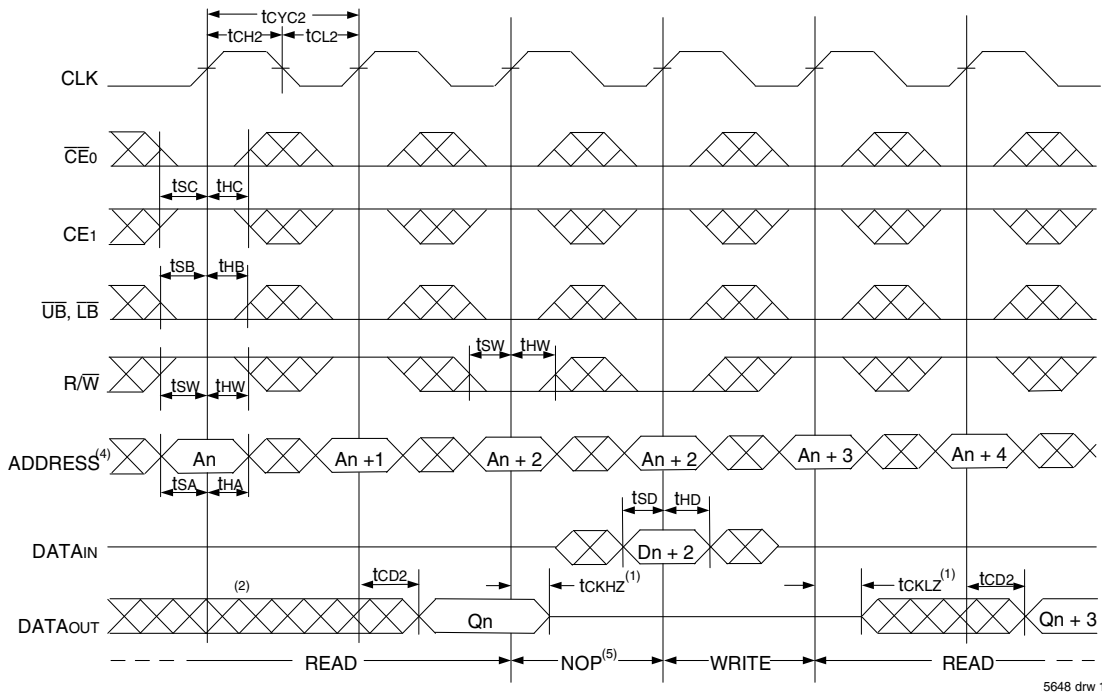 tCYC2
tCH2 tCL2
CLK
CE0
tSC tHC
CE1
tSB tHB
UB, LB
tSW tHW
R/W
tSW tHW
ADDRESS(4) An An +1 An + 2 An + 2 An + 3 An + 4
tSA tHA
tSD tHD
DATAIN Dn + 2
(2) tCD2 tCKHZ(1) tCKLZ(1) tCD2
DATAOUT Qn Qn + 3
READ NOP(5) WRITE READ
5648 drw 1